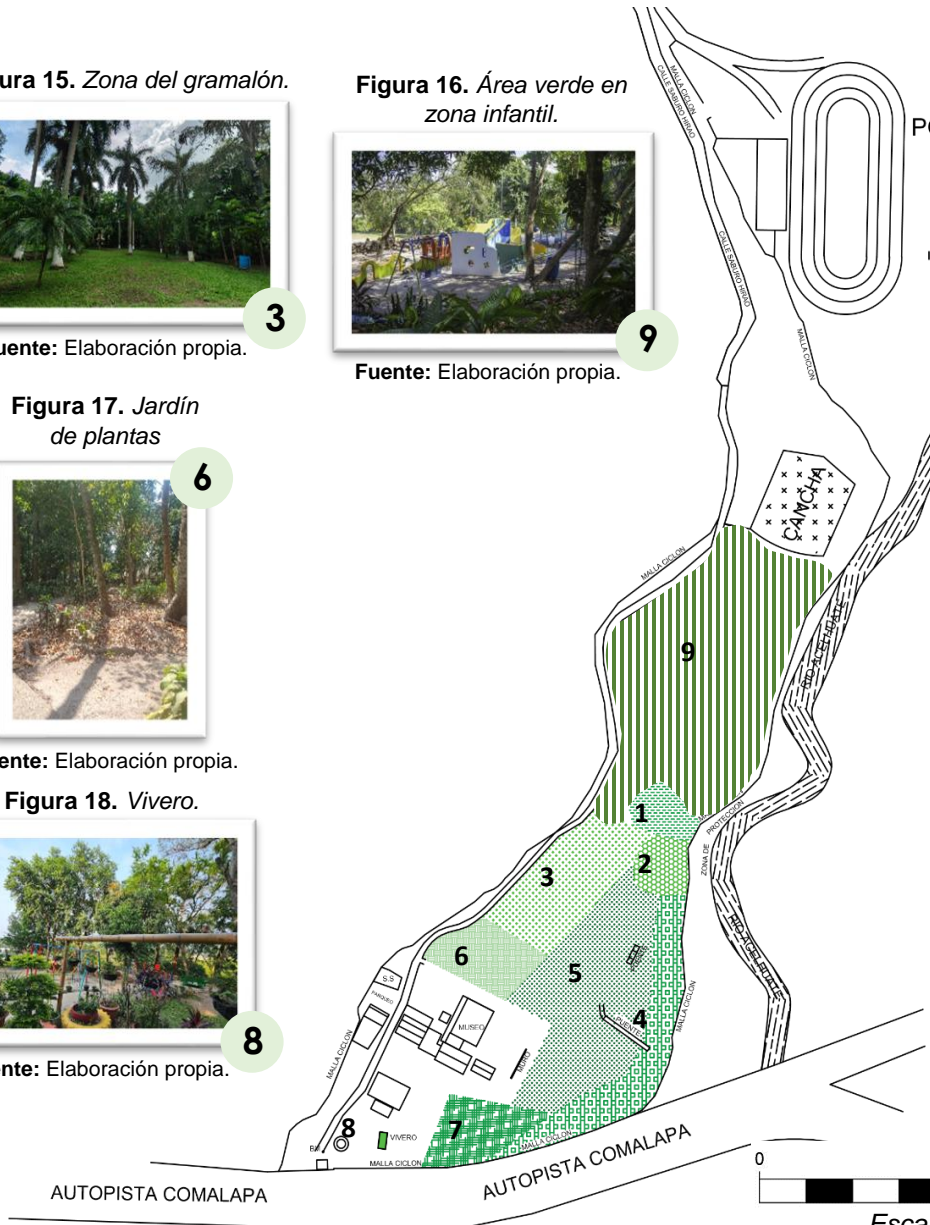 ura 15. Zona del gramalón.
3
uente: Elaboración propia.
Figura 16. Área verde en
zona infantil.
9
Fuente: Elaboración propia.
Figura 17. Jardín
de plantas
6
ente: Elaboración propia.
Figura 18. Vivero.
8
nte: Elaboración propia.
MALLA CICLON
CALLE SABURO HIRAO
CALLE SABURO HIRAO
MALLA CICLON
CANCHA
MALLA CICLON
RIO ACELHUATE
9
1
2
ZONA DE
PROTECCION
3
6
5
4
PUENTE
MALLA CICLON
RIO ACELHUATE
S.S
PARQUEO
MALLA CICLON
MUSEO
MURO
8
VIVERO
7
MALLA CICLON
MALLA CICLON
AUTOPISTA COMALAPA
AUTOPISTA COMALAPA
0
Esca